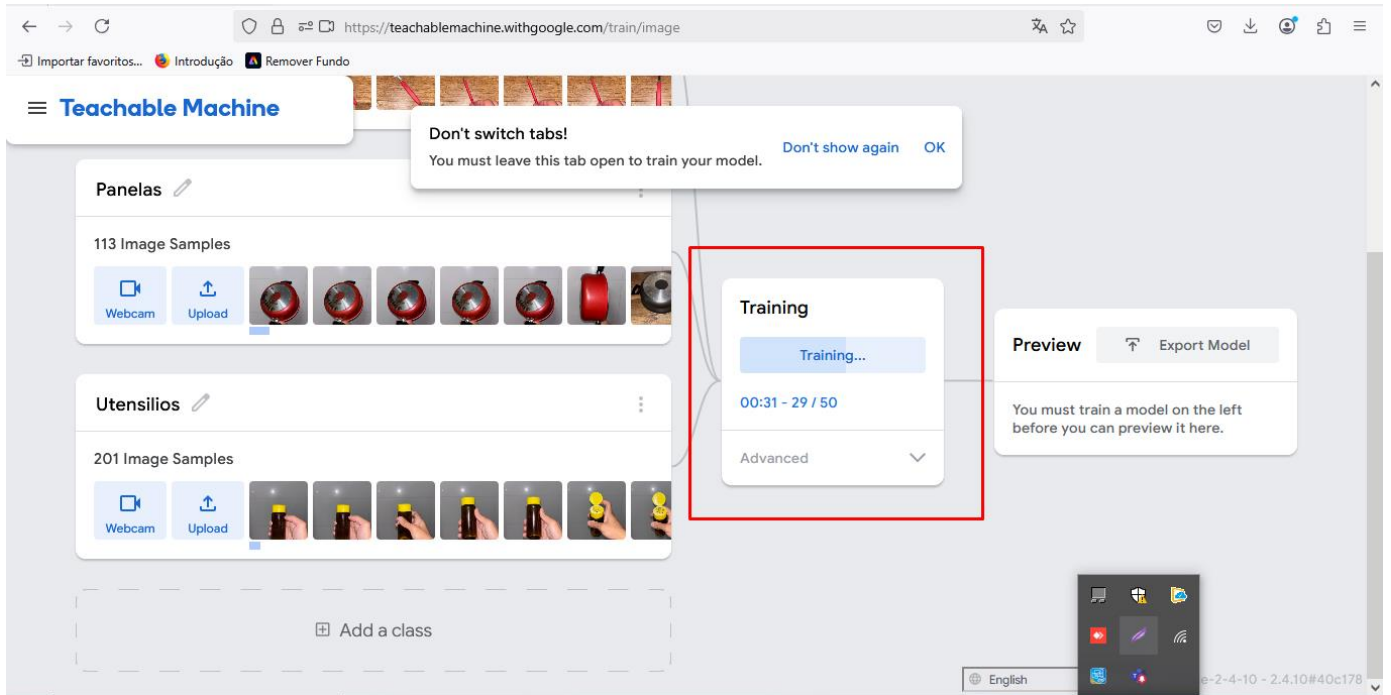 https://teachablemachine.withgoogle.com/train/image
Importar favoritos... Introdução Remover Fundo
Teachable Machine
Don't switch tabs!
You must leave this tab open to train your model.
Don't show again OK
Panelas
113 Image Samples
Webcam Upload
Utensilios
201 Image Samples
Webcam Upload
Add a class
Training
Training...
00:31 - 29 / 50
Advanced
Preview Export Model
You must train a model on the left
before you can preview it here.
English
e-2-4-10 - 2.4.10#40c178